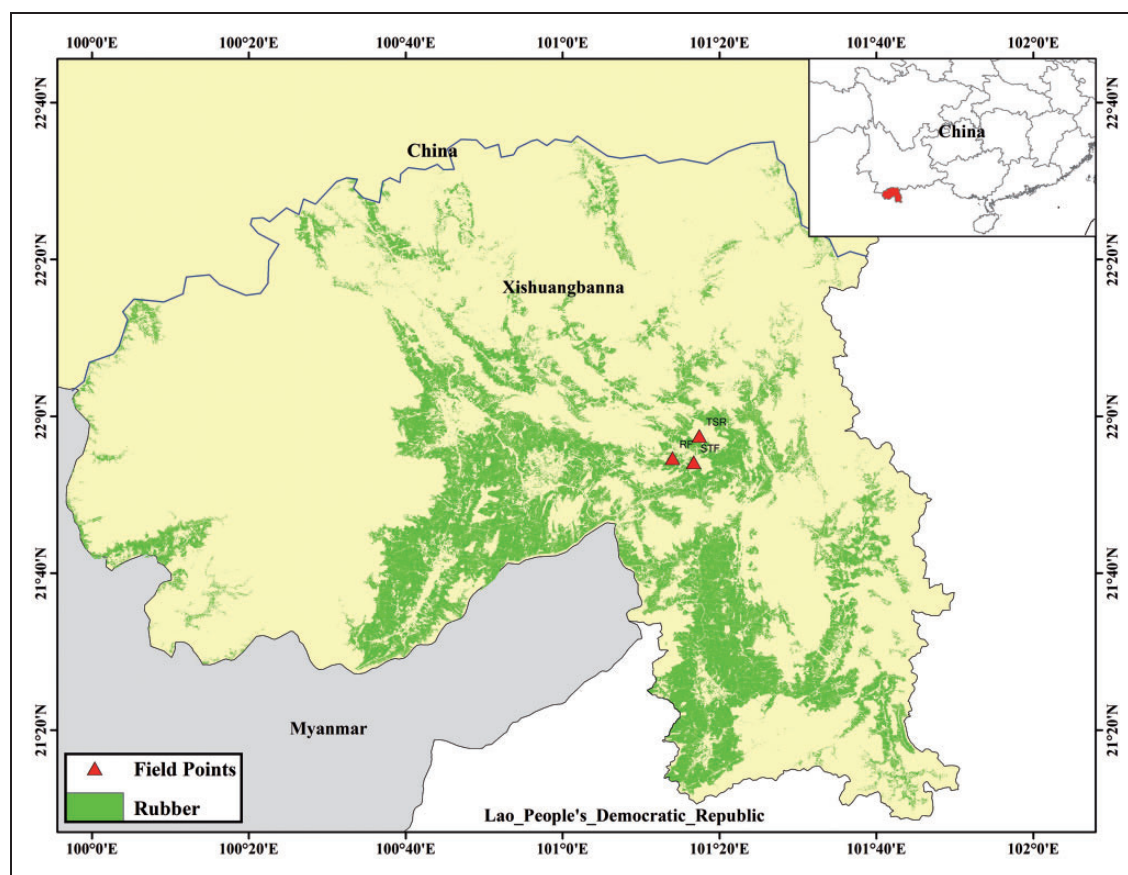 100°0'E 100°20'E 100°40'E 101°0'E 101°20'E 101°40'E 102°0'E
22°40'N
22°40'N
China
China
22°20'N
22°20'N
Xishuangbanna
22°0'N
22°0'N
TSR
RP
STF
21°40'N
21°40'N
21°20'N
21°20'N
Myanmar
Field Points
Rubber
Lao_People's_Democratic_Republic
100°0'E 100°20'E 100°40'E 101°0'E 101°20'E 101°40'E 102°0'E